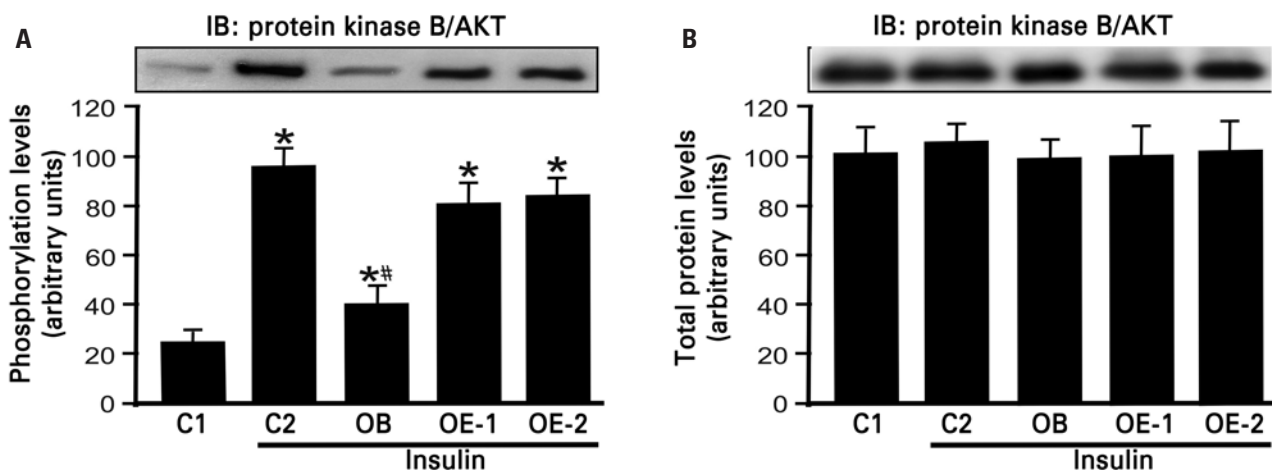 A
IB: protein kinase B/AKT
Phosphorylation levels
(arbitrary units)
120
100
80
60
40
20
0
*
*#
*
*
C1 C2 OB OE-1 OE-2
Insulin
B
IB: protein kinase B/AKT
Total protein levels
(arbitrary units)
120
100
80
60
40
20
0
C1 C2 OB OE-1 OE-2
Insulin